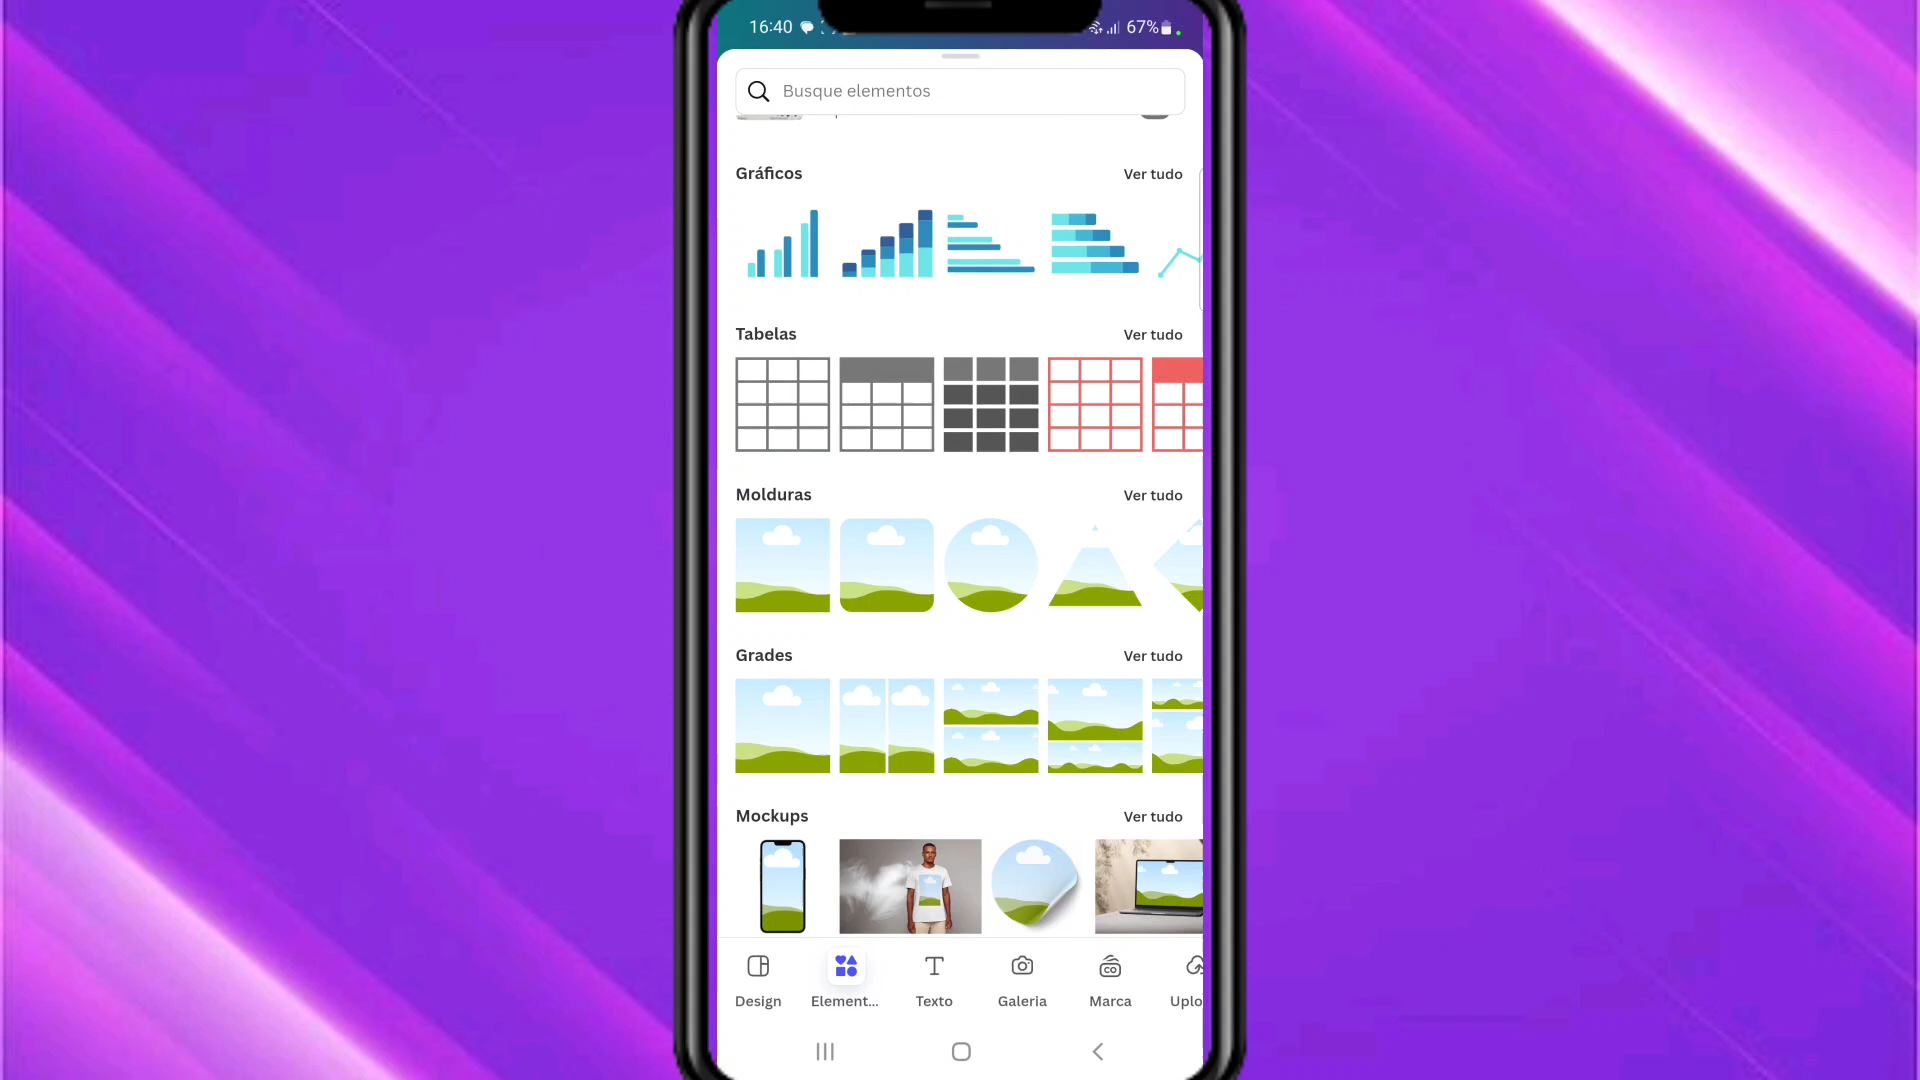 16:40
67%
Busque elementos
Gráficos
Ver tudo
Tabelas
Ver tudo
Molduras
Ver tudo
Grades
Ver tudo
Mockups
Ver tudo
Design
Element...
Texto
Galeria
CO
Marca
Uplo